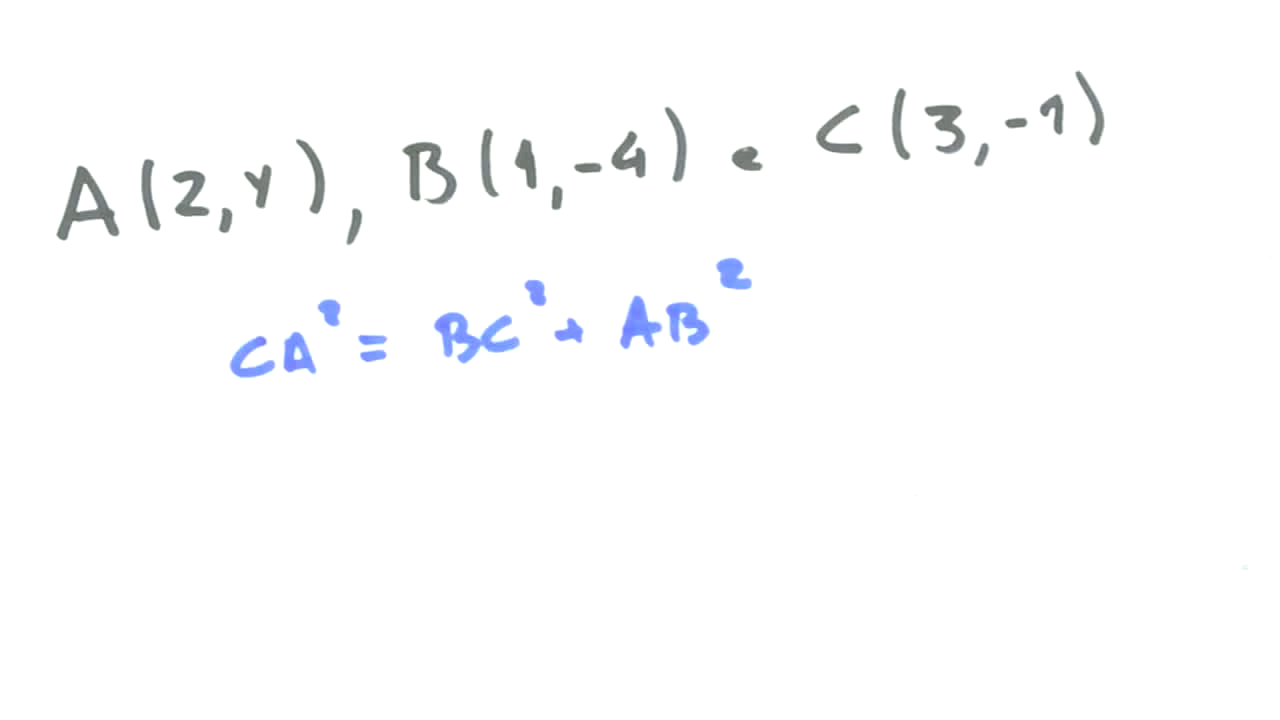 A(2,y), B(1,-4) e C(3,-1)
CA² = BC² + AB²